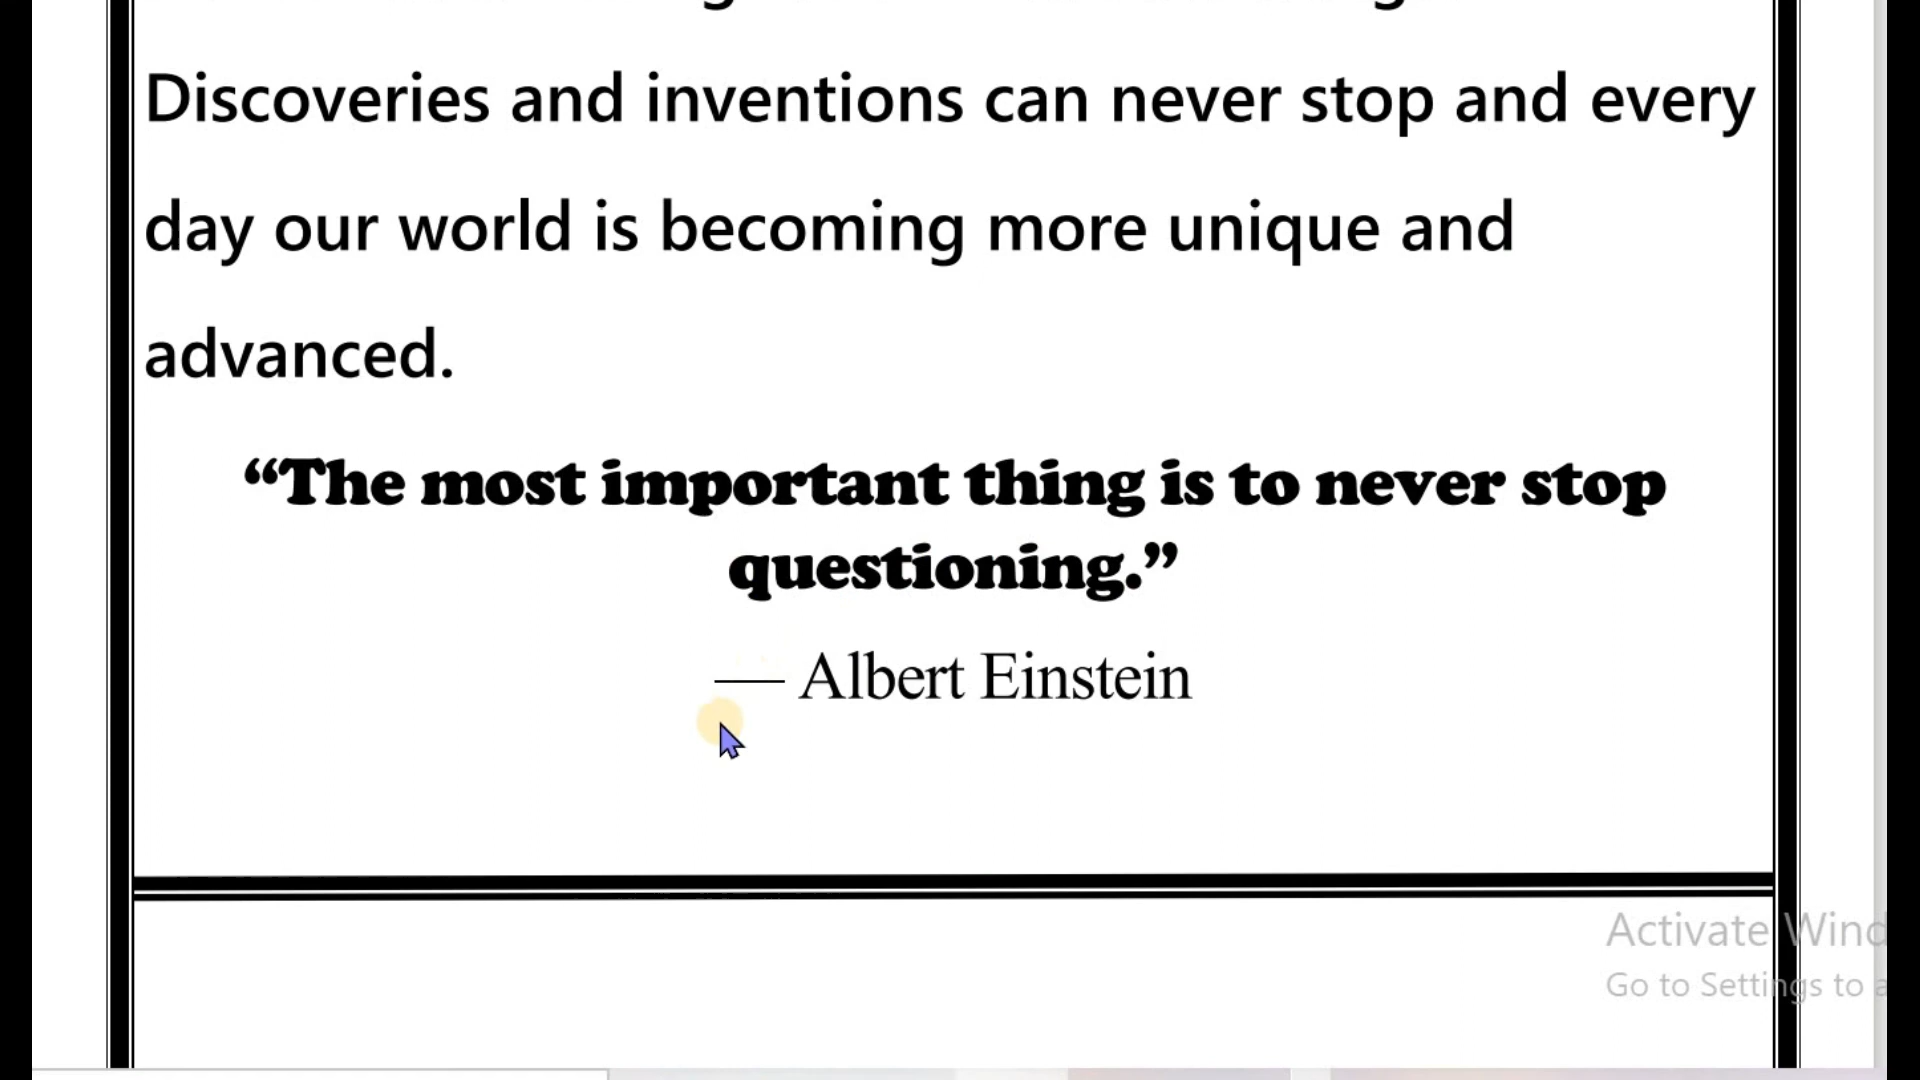 Discoveries and inventions can never stop and every
day our world is becoming more unique and
advanced.
“The most important thing is to never stop
questioning.”
— Albert Einstein
Activate Wind
Go to Settings to a